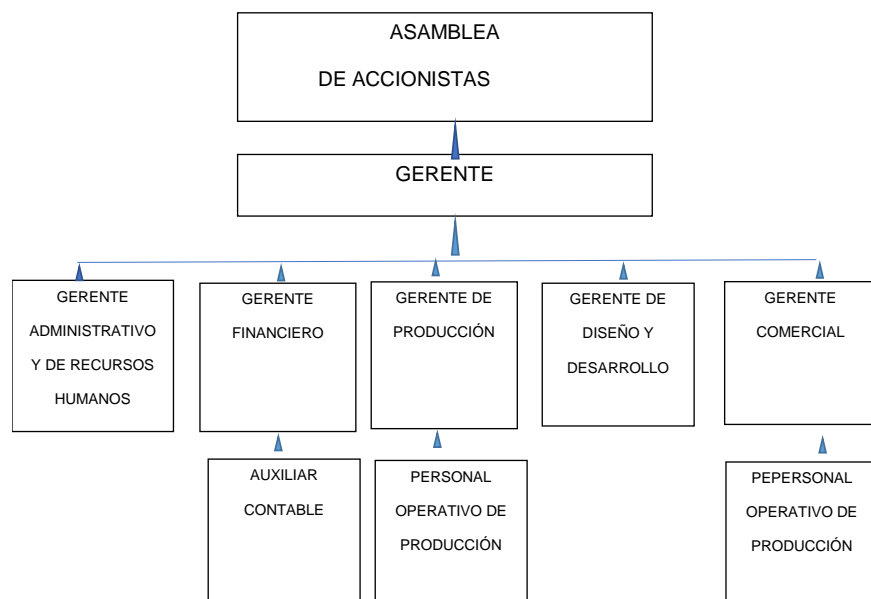 ASAMBLEA
DE ACCIONISTAS
GERENTE
GERENTE
ADMINISTRATIVO
Y DE RECURSOS
HUMANOS
GERENTE
FINANCIERO
GERENTE DE
PRODUCCIÓN
GERENTE DE
DISEÑO Y
DESARROLLO
GERENTE
COMERCIAL
AUXILIAR
CONTABLE
PERSONAL
OPERATIVO DE
PRODUCCIÓN
PEPERSONAL
OPERATIVO DE
PRODUCCIÓN